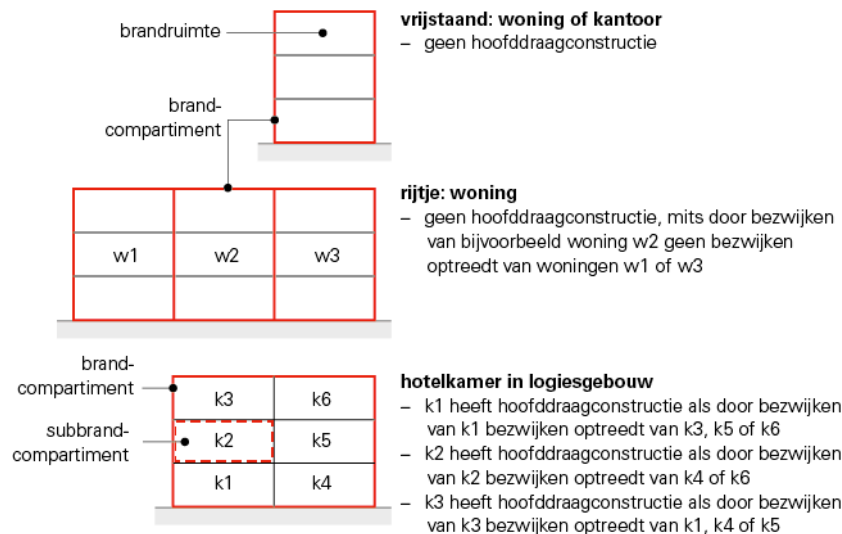 brandruimte
brand-
compartiment
vrijstaand: woning of kantoor
– geen hoofddraagconstructie
w1 w2 w3
rijtje: woning
– geen hoofddraagconstructie, mits door bezwijken
van bijvoorbeeld woning w2 geen bezwijken
optreedt van woningen w1 of w3
brand-
compartiment
subbrand-
compartiment
k3 k6
k2 k5
k1 k4
hotelkamer in logiesgebouw
– k1 heeft hoofddraagconstructie als door bezwijken
van k1 bezwijken optreedt van k3, k5 of k6
– k2 heeft hoofddraagconstructie als door bezwijken
van k2 bezwijken optreedt van k4 of k6
– k3 heeft hoofddraagconstructie als door bezwijken
van k3 bezwijken optreedt van k1, k4 of k5